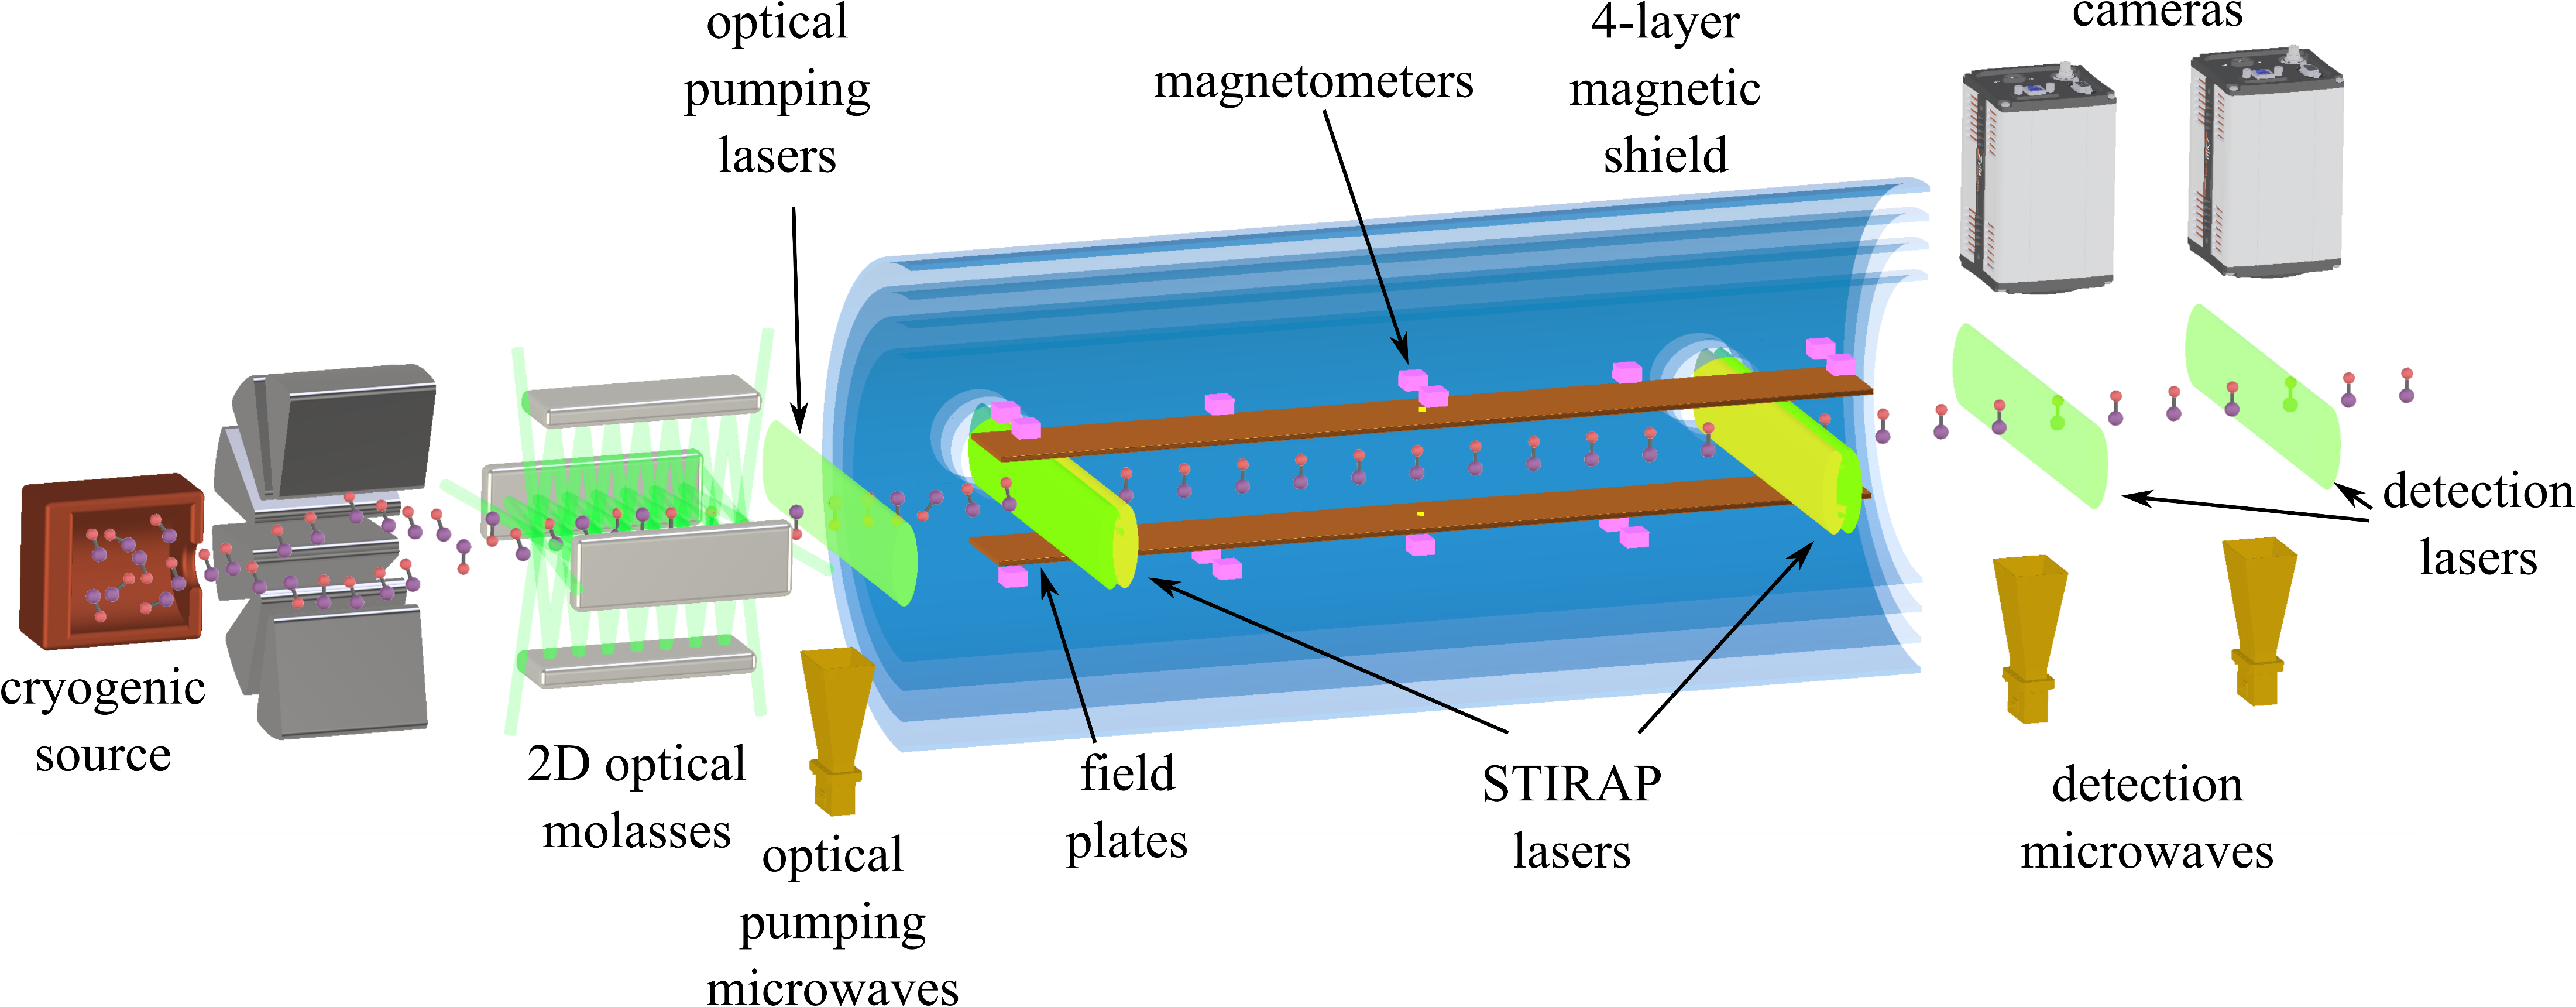 optical
pumping
lasers
magnetometers
4-layer
magnetic
shield
cameras
cryogenic
source
2D optical
molasses
optical
pumping
microwaves
field
plates
STIRAP
lasers
detection
microwaves
detection
lasers